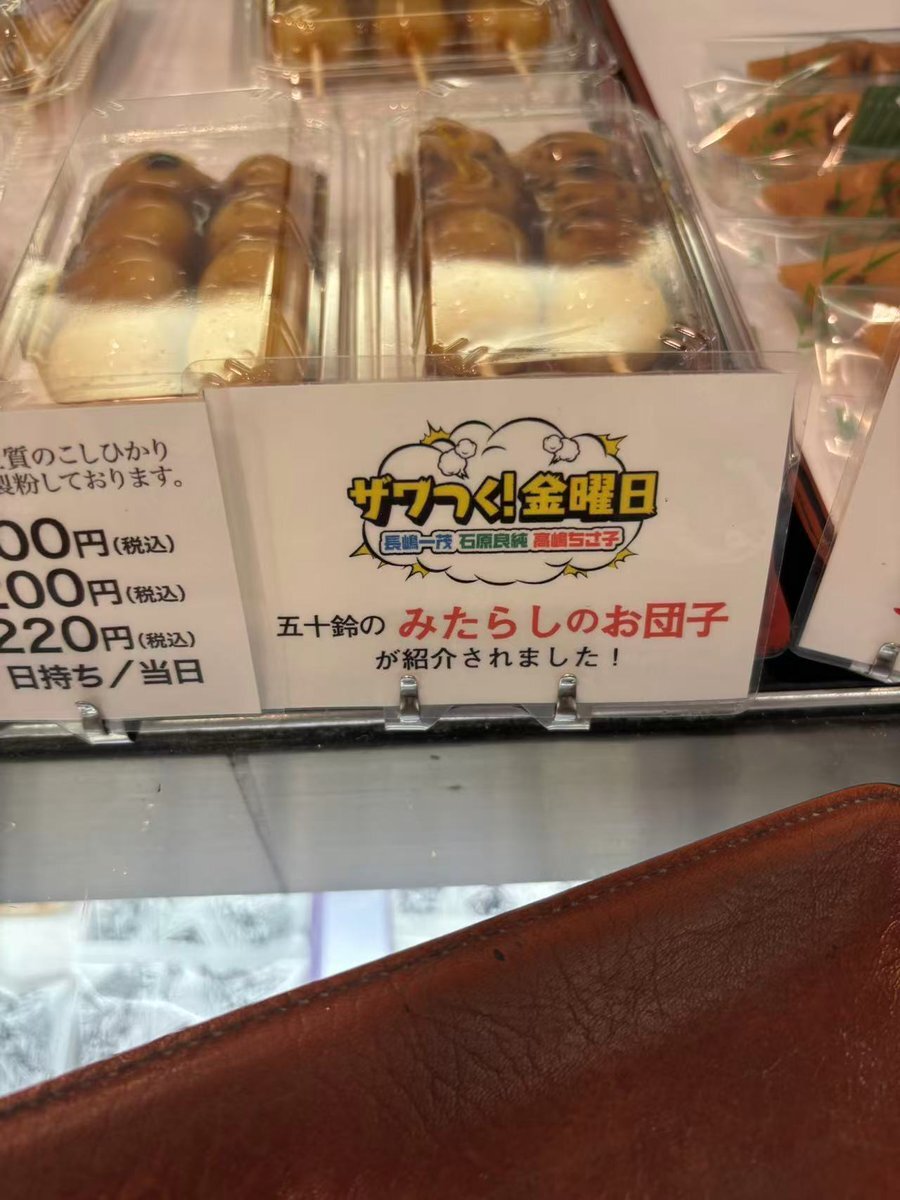 質のこしひかり
製粉しております。
00円(税込)
200円(税込)
220円(税込)
日持ち/当日
ザワつく!金曜日
長嶋一茂 石原良純 高嶋ちさ子
五十鈴の みたらしのお団子
が紹介されました!